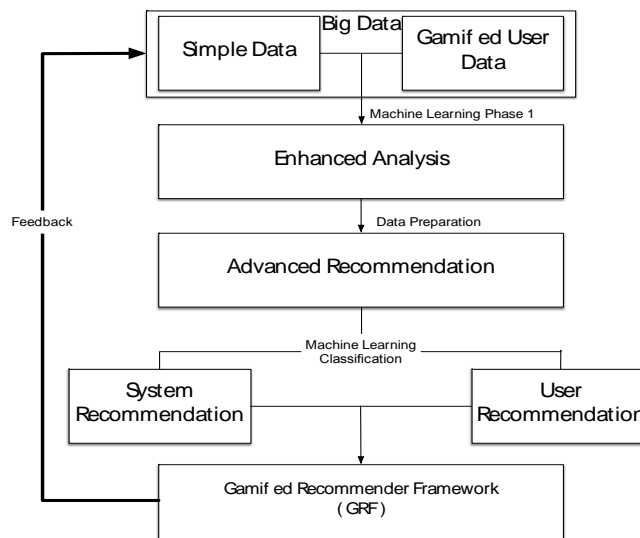 Big Data
Simple Data
Gamif ed User
Data
Machine Learning Phase 1
Enhanced Analysis
Feedback
Data Preparation
Advanced Recommendation
Machine Learning
Classification
System
Recommendation
User
Recommendation
Gamif ed Recommender Framework
(GRF)